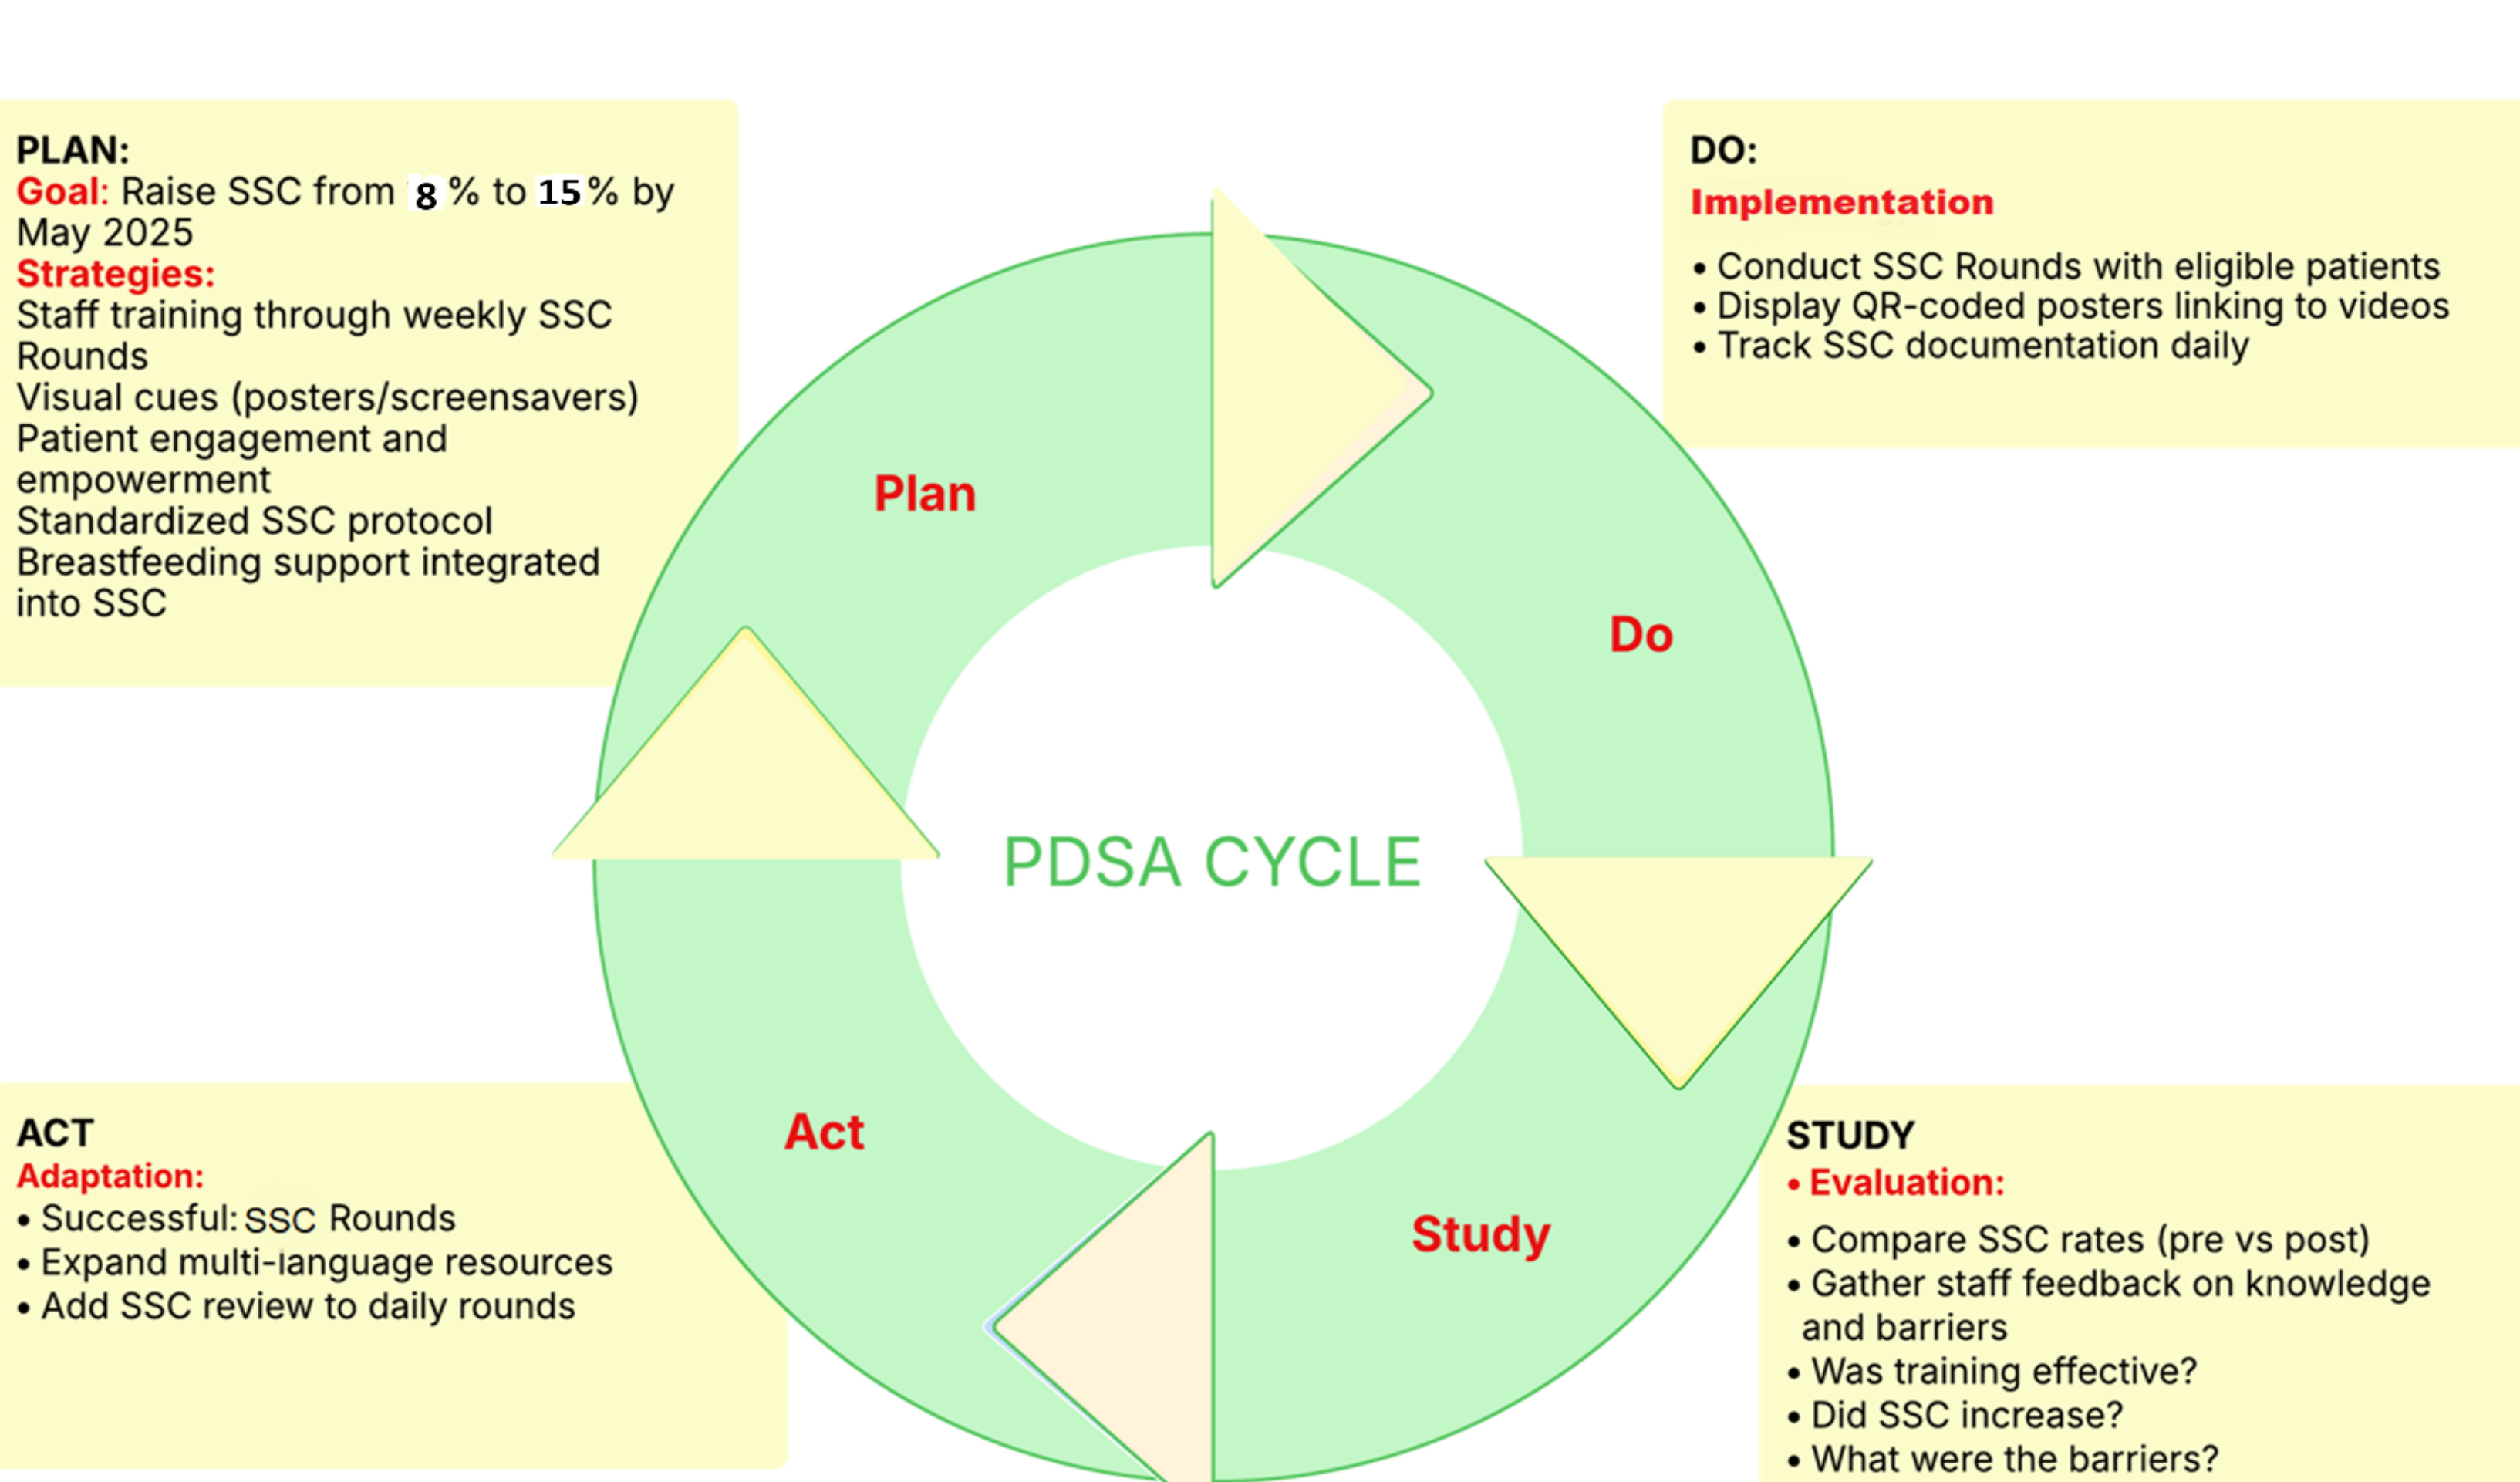 PLAN:
Goal: Raise SSC from 8% to 15% by
May 2025
Strategies:
Staff training through weekly SSC
Rounds
Visual cues (posters/screensavers)
Patient engagement and
empowerment
Standardized SSC protocol
Breastfeeding support integrated
into SSC
DO:
Implementation
• Conduct SSC Rounds with eligible patients
• Display QR-coded posters linking to videos
• Track SSC documentation daily
Plan
Do
PDSA CYCLE
Act
Study
ACT
Adaptation:
• Successful: SSC Rounds
• Expand multi-language resources
• Add SSC review to daily rounds
STUDY
• Evaluation:
• Compare SSC rates (pre vs post)
• Gather staff feedback on knowledge
and barriers
• Was training effective?
• Did SSC increase?
• What were the barriers?